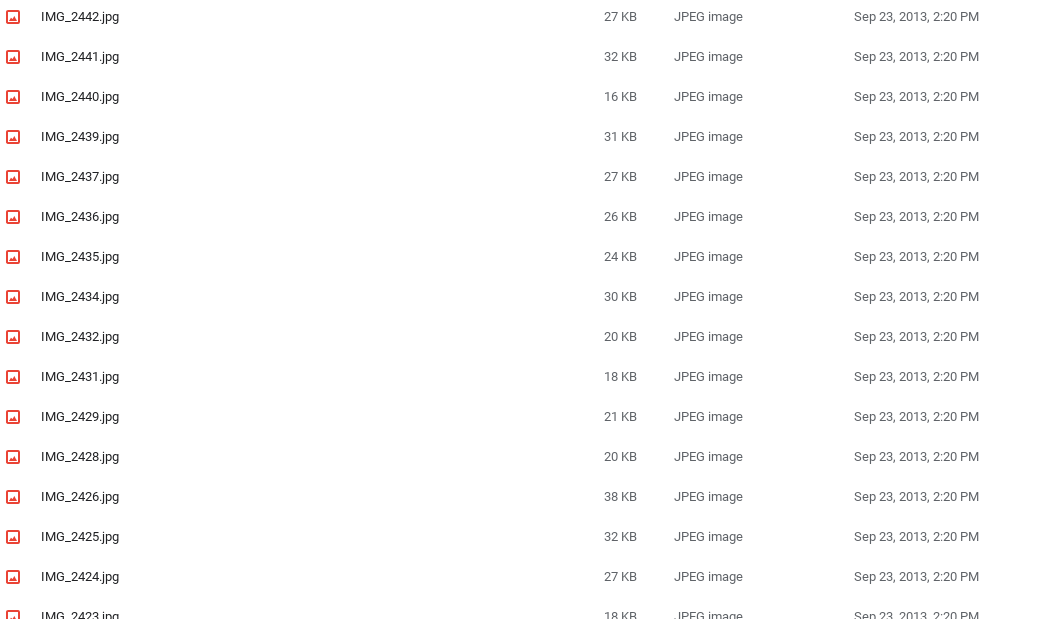 IMG_2442.jpg 27 KB JPEG image Sep 23, 2013, 2:20 PM
IMG_2441.jpg 32 KB JPEG image Sep 23, 2013, 2:20 PM
IMG_2440.jpg 16 KB JPEG image Sep 23, 2013, 2:20 PM
IMG_2439.jpg 31 KB JPEG image Sep 23, 2013, 2:20 PM
IMG_2437.jpg 27 KB JPEG image Sep 23, 2013, 2:20 PM
IMG_2436.jpg 26 KB JPEG image Sep 23, 2013, 2:20 PM
IMG_2435.jpg 24 KB JPEG image Sep 23, 2013, 2:20 PM
IMG_2434.jpg 30 KB JPEG image Sep 23, 2013, 2:20 PM
IMG_2432.jpg 20 KB JPEG image Sep 23, 2013, 2:20 PM
IMG_2431.jpg 18 KB JPEG image Sep 23, 2013, 2:20 PM
IMG_2429.jpg 21 KB JPEG image Sep 23, 2013, 2:20 PM
IMG_2428.jpg 20 KB JPEG image Sep 23, 2013, 2:20 PM
IMG_2426.jpg 38 KB JPEG image Sep 23, 2013, 2:20 PM
IMG_2425.jpg 32 KB JPEG image Sep 23, 2013, 2:20 PM
IMG_2424.jpg 27 KB JPEG image Sep 23, 2013, 2:20 PM
IMG_2423.jpg 18 KB JPEG image Sep 23, 2013, 2:20 PM